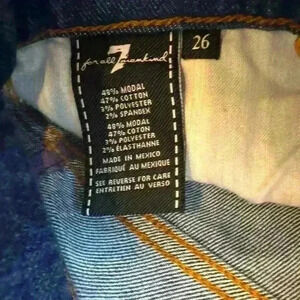 7
for all mankind
26
48% MODAL
47% COTTON
3% POLYESTER
2% SPANDEX
48% MODAL
47% COTON
3% POLYESTER
2% ELASTHANNE
MADE IN MEXICO
FABRIQUÉ AU MEXIQUE
SEE REVERSE FOR CARE
ENTRETIEN AU VERSO